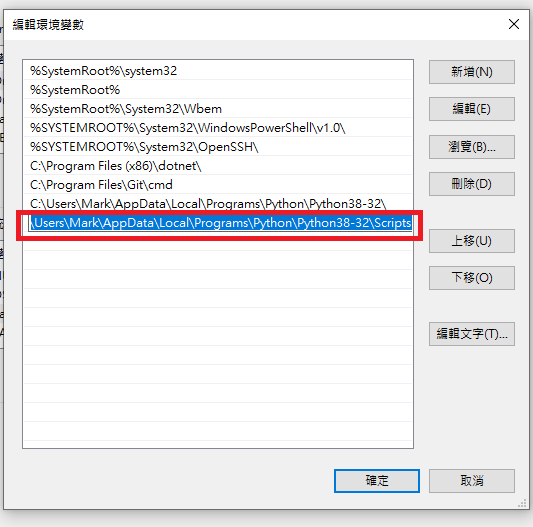 編輯環境變數
%SystemRoot%\system32
%SystemRoot%
%SystemRoot%\System32\Wbem
%SYSTEMROOT%\System32\WindowsPowerShell\v1.0\
%SYSTEMROOT%\System32\OpenSSH\
C:\Program Files (x86)\dotnet\
C:\Program Files\Git\cmd
C:\Users\Mark\AppData\Local\Programs\Python\Python38-32\
\Users\Mark\AppData\Local\Programs\Python\Python38-32\Scripts
新增(N)
編輯(E)
瀏覽(B)...
刪除(D)
上移(U)
下移(O)
編輯文字(T)...
確定
取消